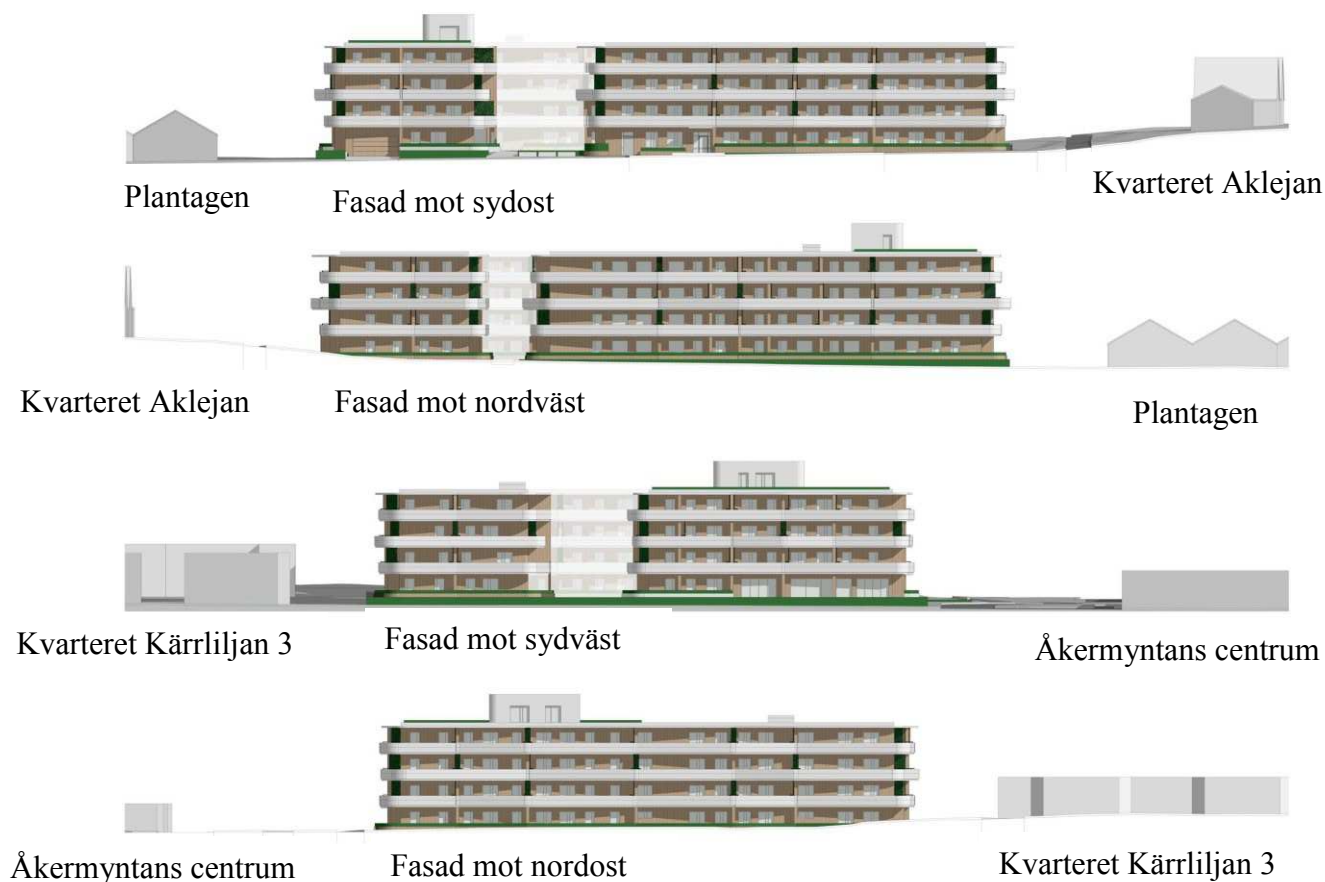 Plantagen
Fasad mot sydost
Kvarteret Aklejan
Kvarteret Aklejan
Fasad mot nordväst
Plantagen
Kvarteret Kärrliljan 3
Fasad mot sydväst
Åkermyntans centrum
Åkermyntans centrum
Fasad mot nordost
Kvarteret Kärrliljan 3